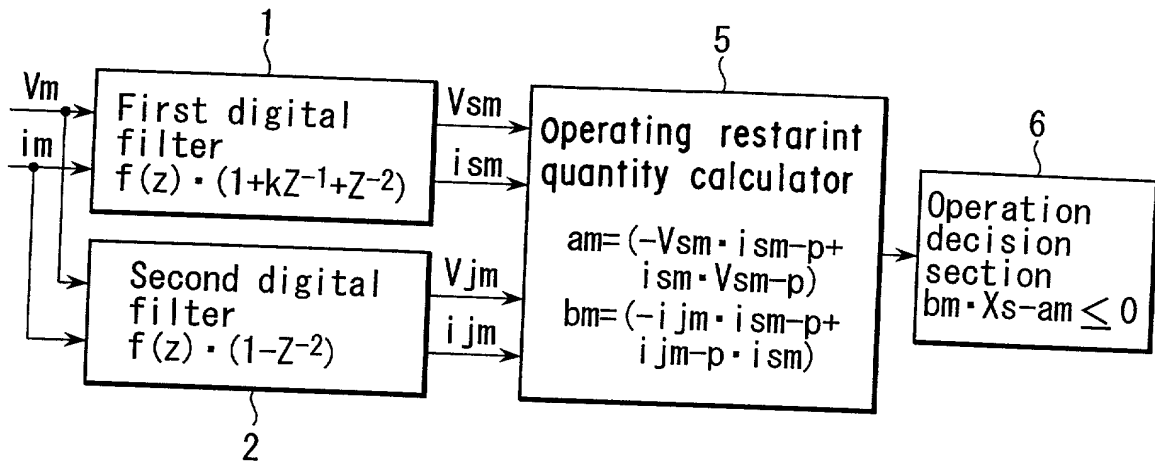 1
Vm
im
First digital
filter
f(z)・(1+kZ⁻¹+Z⁻²)
Vsm
ism
Second digital
filter
f(z)・(1-Z⁻²)
2
Vjm
ijm
5
Operating restarint
quantity calculator
am=(-Vsm・ism-p+
ism・Vsm-p)
bm=(-ijm・ism-p+
ijm-p・ism)
6
Operation
decision
section
bm・Xs-am ≤ 0